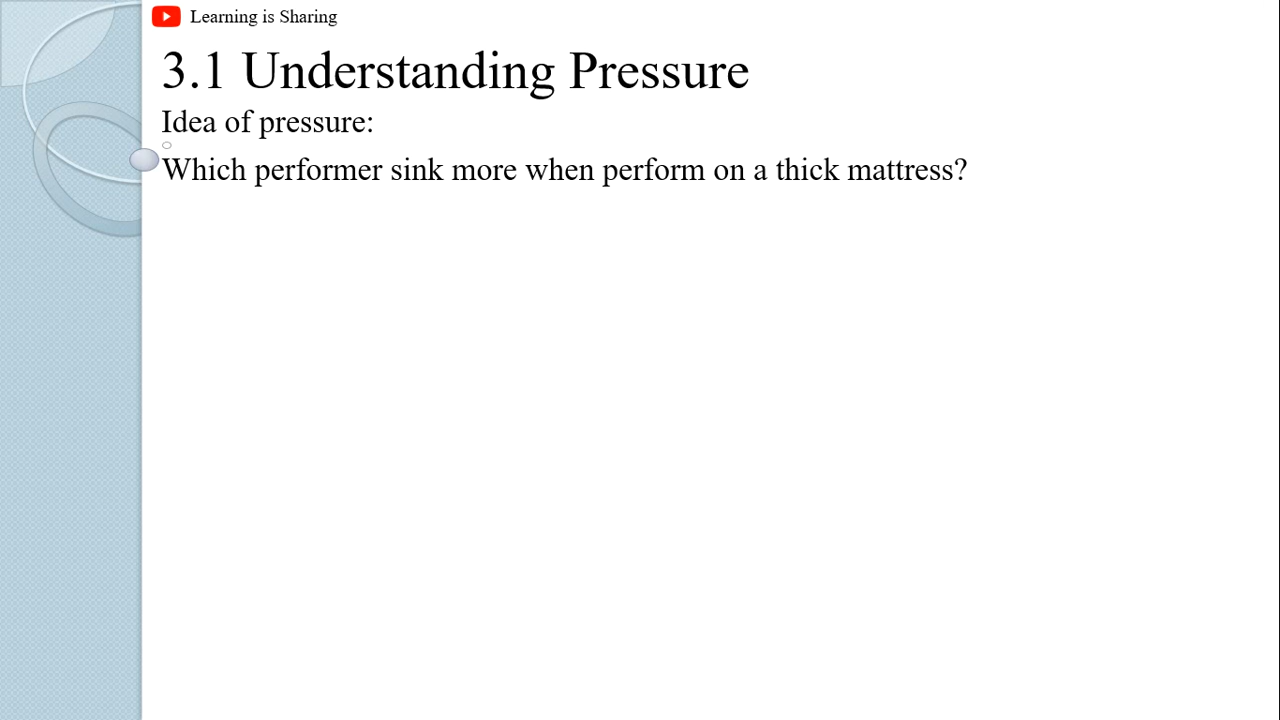 Learning is Sharing
3.1 Understanding Pressure
Idea of pressure:
Which performer sink more when perform on a thick mattress?